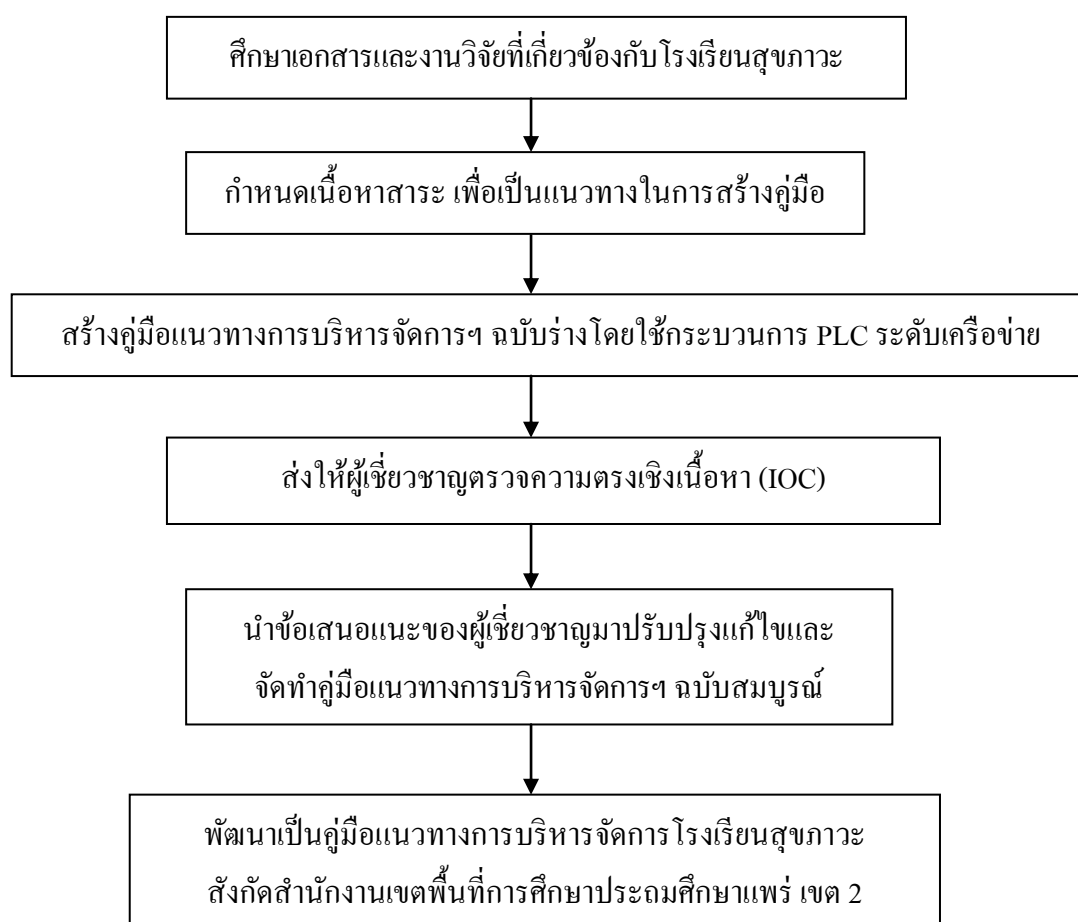 ศึกษาเอกสารและงานวิจัยที่เกี่ยวข้องกับโรงเรียนสุขภาวะ
กำหนดเนื้อหาสาระ เพื่อเป็นแนวทางในการสร้างคู่มือ
สร้างคู่มือแนวทางการบริหารจัดการฯ ฉบับร่างโดยใช้กระบวนการ PLC ระดับเครือข่าย
ส่งให้ผู้เชี่ยวชาญตรวจความตรงเชิงเนื้อหา (IOC)
นำข้อเสนอแนะของผู้เชี่ยวชาญมาปรับปรุงแก้ไขและ
จัดทำคู่มือแนวทางการบริหารจัดการฯ ฉบับสมบูรณ์
พัฒนาเป็นคู่มือแนวทางการบริหารจัดการโรงเรียนสุขภาวะ
สังกัดสำนักงานเขตพื้นที่การศึกษาประถมศึกษาแพร่ เขต 2